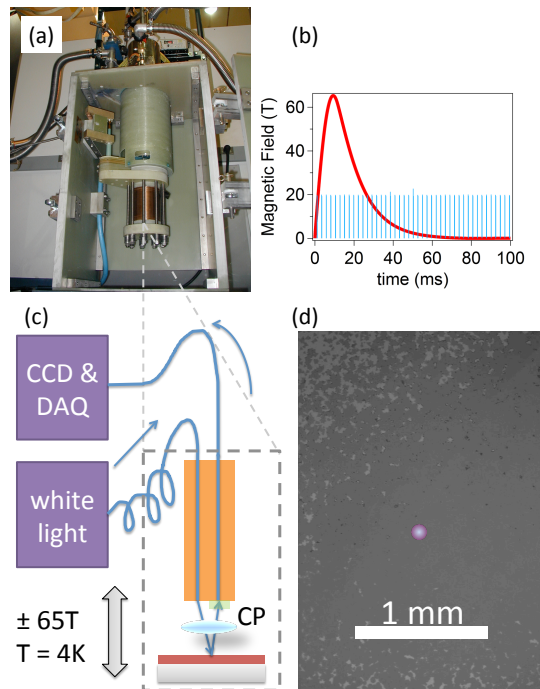 (a)
(b)
Magnetic Field (T)
60
40
20
0
0 20 40 60 80 100
time (ms)
(c)
(d)
CCD &
DAQ
white
light
CP
± 65T
T = 4K
1 mm